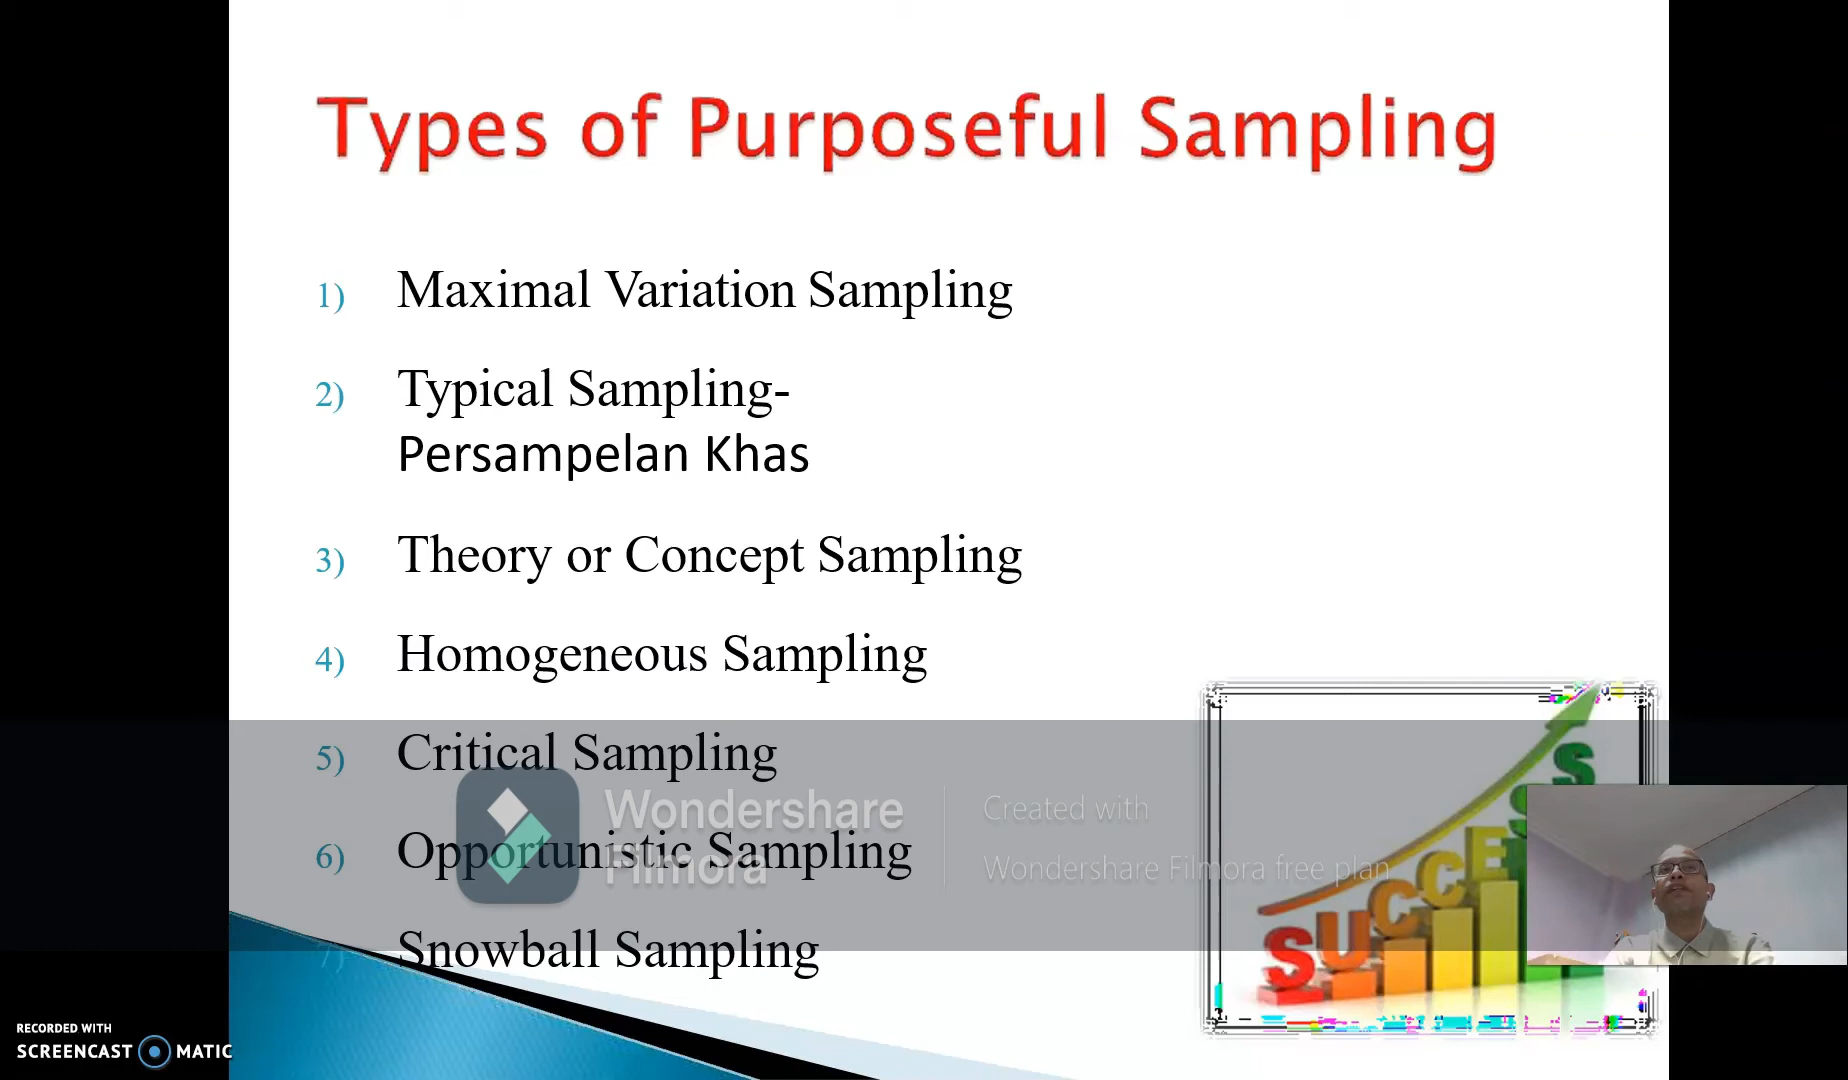 Types of Purposeful Sampling
1) Maximal Variation Sampling
2) Typical Sampling-
Persampelan Khas
3) Theory or Concept Sampling
4) Homogeneous Sampling
5) Critical Sampling
6) Opportunistic Sampling
7) Snowball Sampling
Wondershare
Filmora
Created with
Wondershare Filmora free plan
SUCCESS
RECORDED WITH
SCREENCAST MATIC